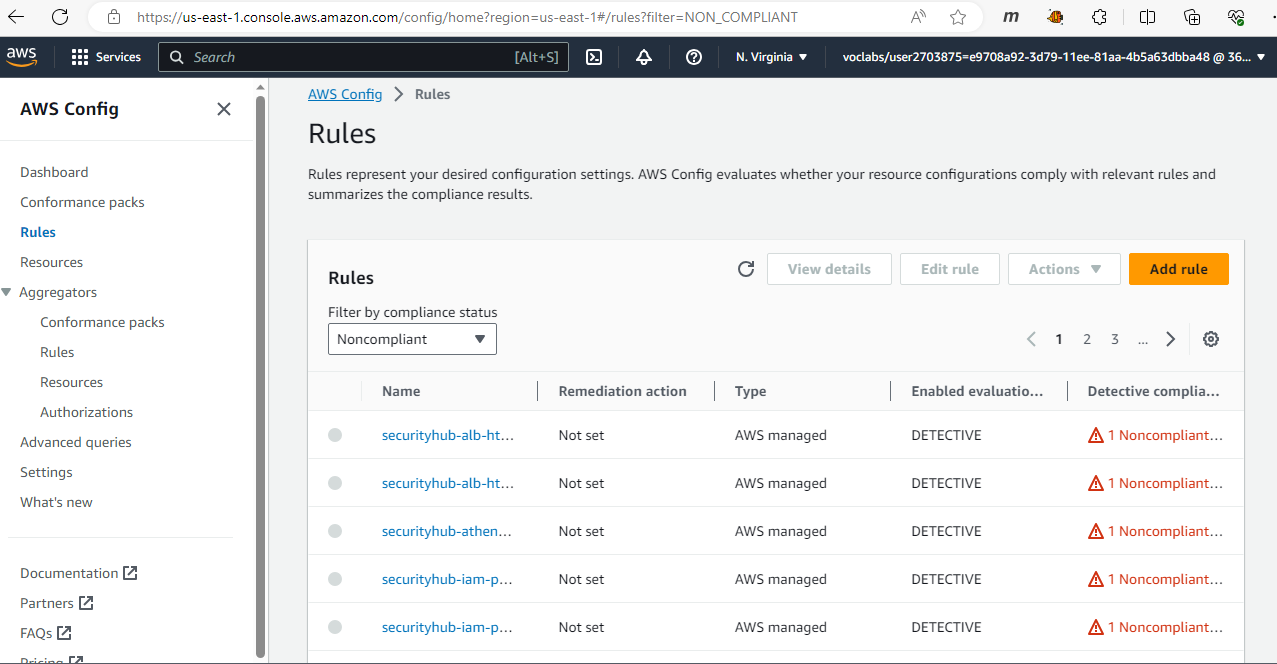 https://us-east-1.console.aws.amazon.com/config/home?region=us-east-1#/rules?filter=NON_COMPLIANT
A
m
aws
Services
Search [Alt+S]
N. Virginia
voclabs/user2703875=e9708a92-3d79-11ee-81aa-4b5a63dbba48 @ 36...
AWS Config
Dashboard
Conformance packs
Rules
Resources
Aggregators
Conformance packs
Rules
Resources
Authorizations
Advanced queries
Settings
What's new
Documentation
Partners
FAQs
Pricing
AWS Config > Rules
Rules
Rules represent your desired configuration settings. AWS Config evaluates whether your resource configurations comply with relevant rules and
summarizes the compliance results.
Rules
View details Edit rule Actions Add rule
Filter by compliance status
Noncompliant
1 2 3 ...
Name Remediation action Type Enabled evaluatio... Detective complia...
securityhub-alb-ht... Not set AWS managed DETECTIVE 1 Noncompliant...
securityhub-alb-ht... Not set AWS managed DETECTIVE 1 Noncompliant...
securityhub-athen... Not set AWS managed DETECTIVE 1 Noncompliant...
securityhub-iam-p... Not set AWS managed DETECTIVE 1 Noncompliant...
securityhub-iam-p... Not set AWS managed DETECTIVE 1 Noncompliant...